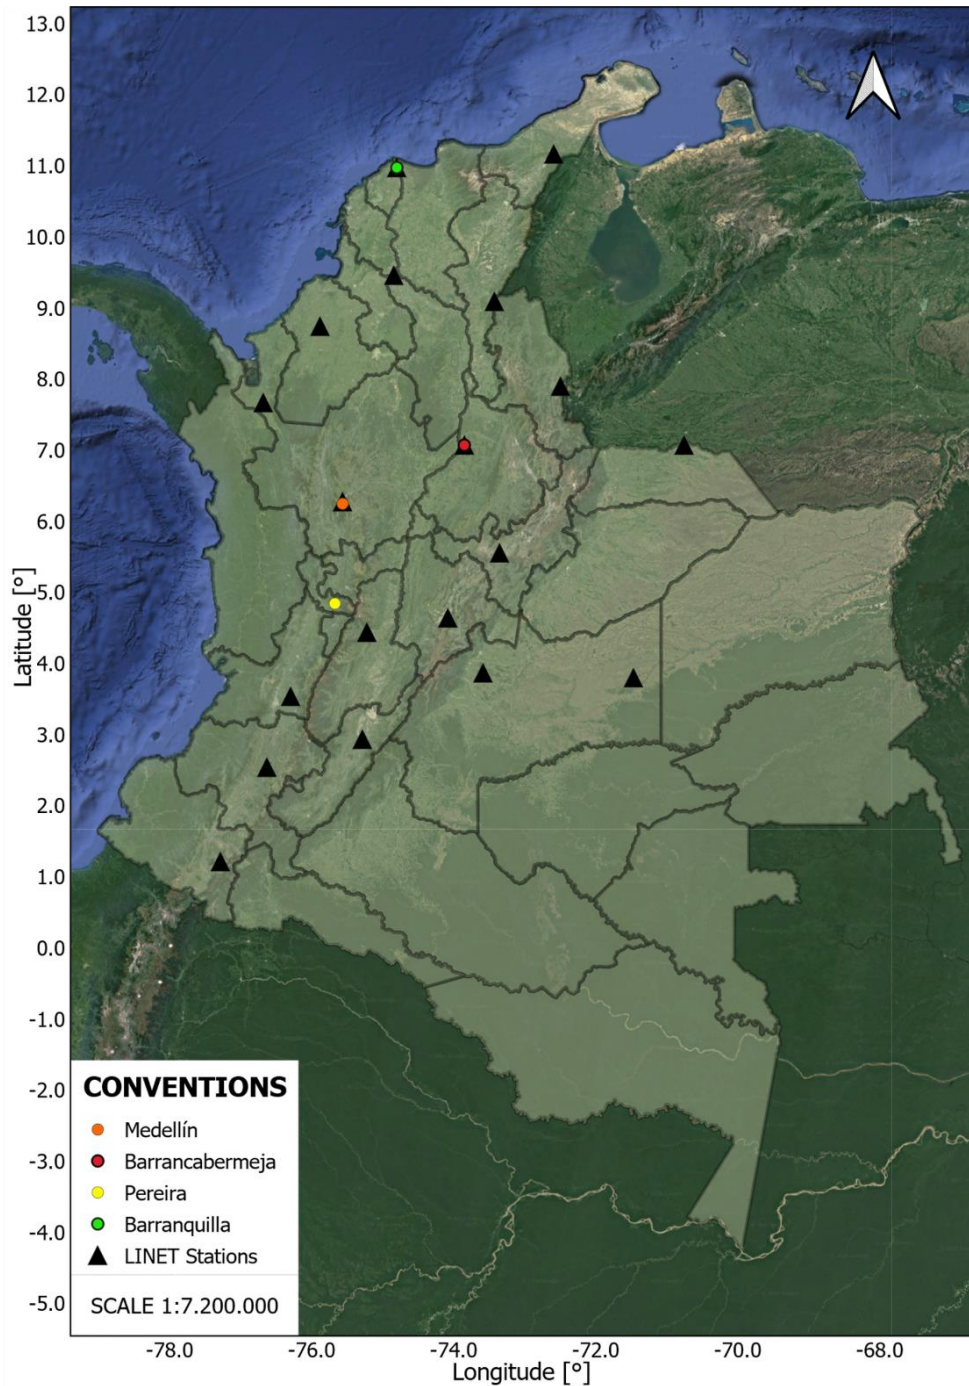 13.0
12.0
11.0
10.0
9.0
8.0
7.0
6.0
5.0
4.0
3.0
2.0
1.0
0.0
-1.0
-2.0
-3.0
-4.0
-5.0
Latitude [°]
CONVENTIONS
Medellín
Barrancabermeja
Pereira
Barranquilla
LINET Stations
SCALE 1:7.200.000
-78.0 -76.0 -74.0 -72.0 -70.0 -68.0
Longitude [°]